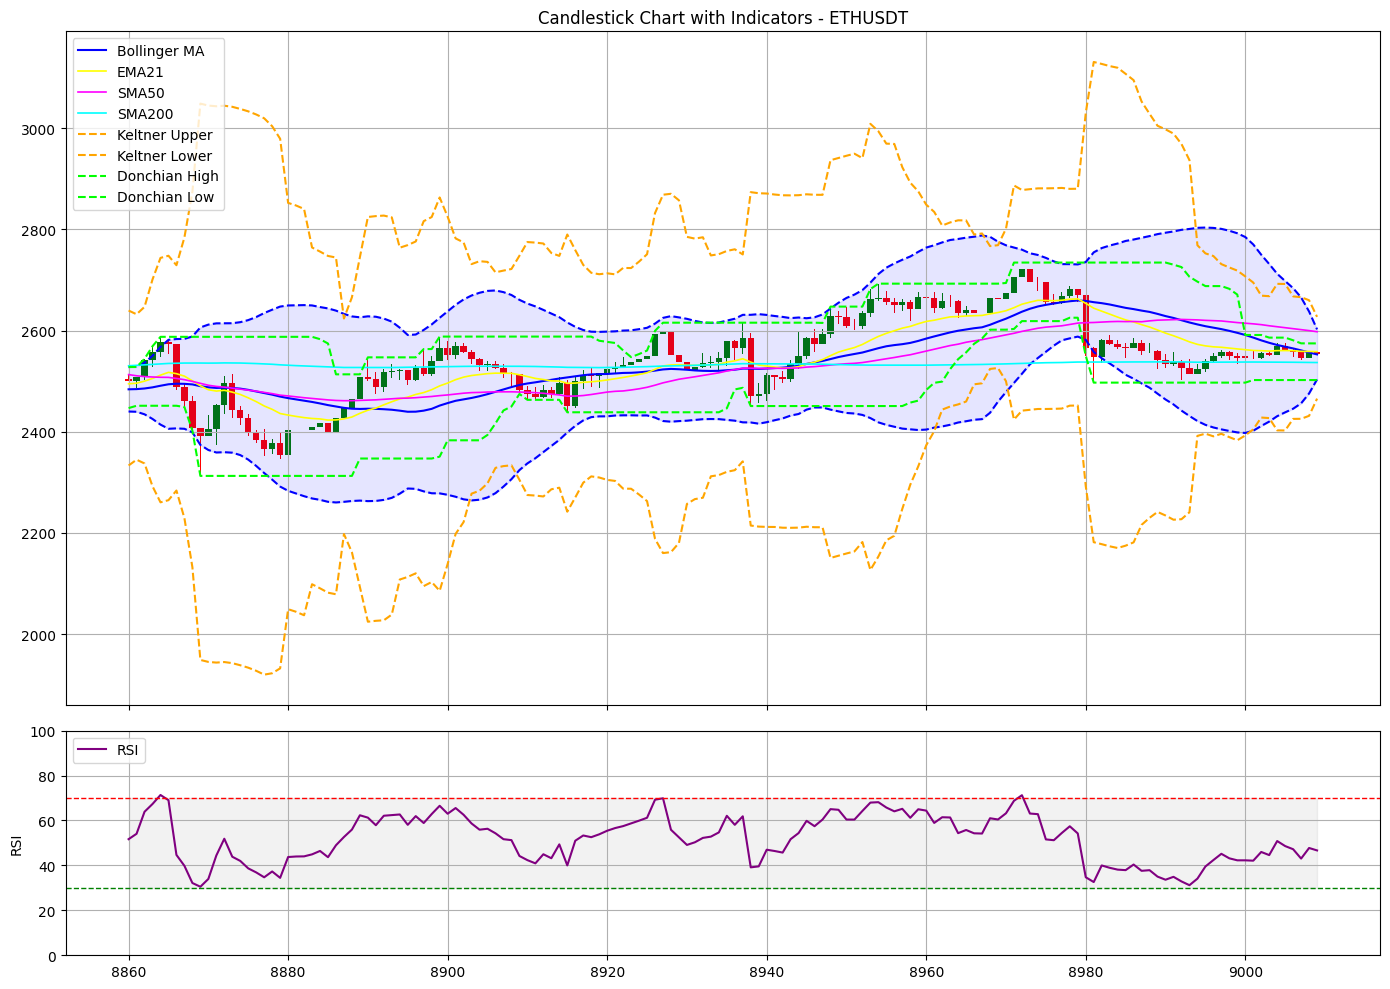 Candlestick Chart with Indicators - ETHUSDT
Bollinger MA
EMA21
SMA50
SMA200
Keltner Upper
Keltner Lower
Donchian High
Donchian Low
3000
2800
2600
2400
2200
2000
RSI
100
80
60
40
20
0
RSI
8860 8880 8900 8920 8940 8960 8980 9000